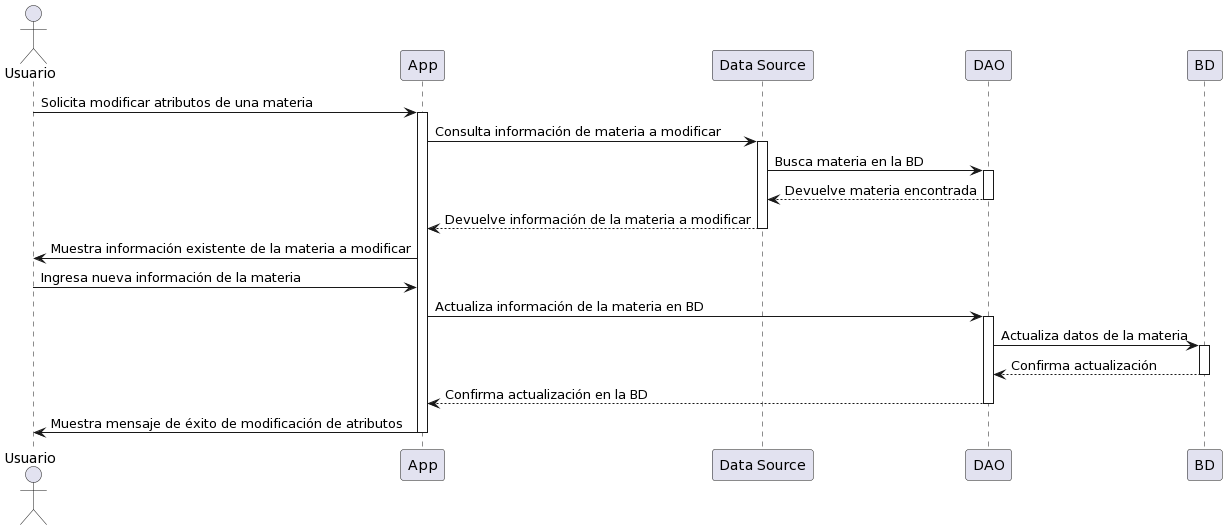 Usuario
App
Data Source
DAO
BD
Solicita modificar atributos de una materia
Consulta información de materia a modificar
Busca materia en la BD
Devuelve materia encontrada
Devuelve información de la materia a modificar
Muestra información existente de la materia a modificar
Ingresa nueva información de la materia
Actualiza información de la materia en BD
Actualiza datos de la materia
Confirma actualización
Confirma actualización en la BD
Muestra mensaje de éxito de modificación de atributos
Usuario
App
Data Source
DAO
BD